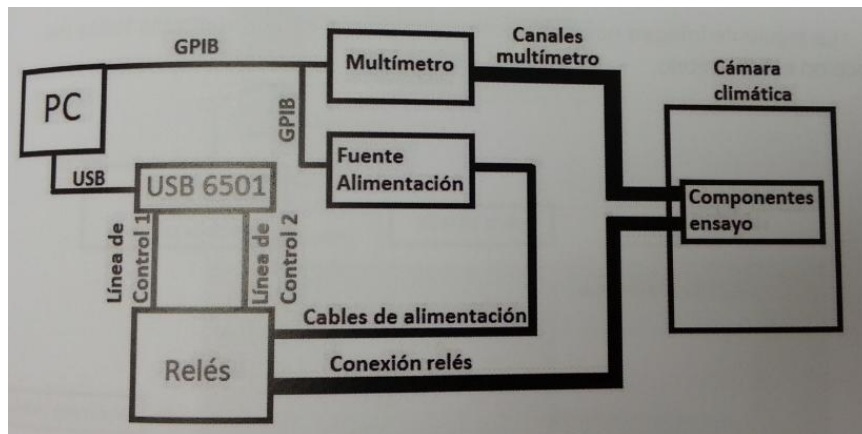 GPIB
Canales
multímetro
Multímetro
Cámara
climática
PC
GPIB
Fuente
Alimentación
USB
USB 6501
Componentes
ensayo
Línea de
Control 1
Línea de
Control 2
Cables de alimentación
Conexión relés
Relés